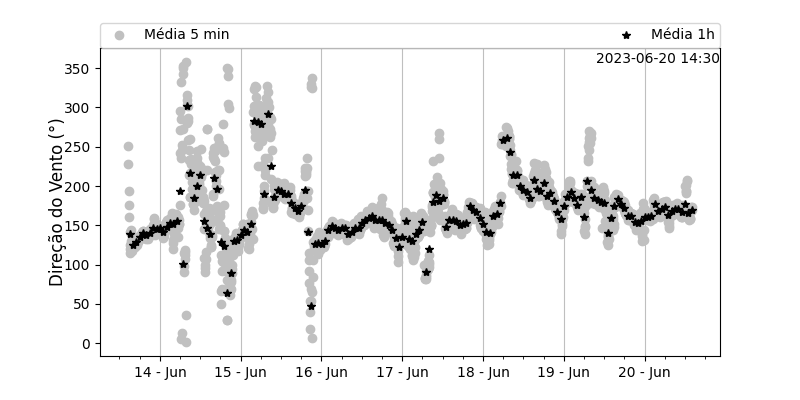 Média 5 min
Média 1h
2023-06-20 14:30
Direção do Vento (°)
350
300
250
200
150
100
50
0
14 - Jun
15 - Jun
16 - Jun
17 - Jun
18 - Jun
19 - Jun
20 - Jun